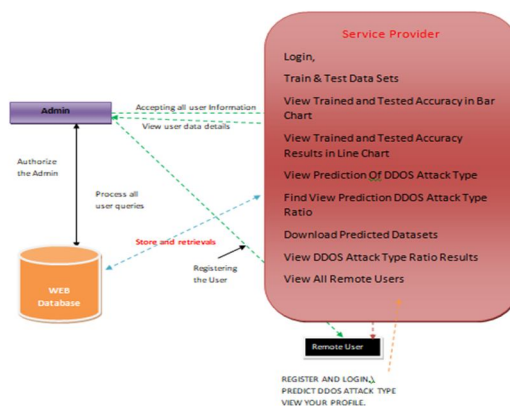 Service Provider
Login,
Train & Test Data Sets
View Trained and Tested Accuracy in Bar
Chart
View Trained and Tested Accuracy
Results in Line Chart
View Prediction Of DDOS Attack Type
Find View Prediction DDOS Attack Type
Ratio
Download Predicted Datasets
View DDOS Attack Type Ratio Results
View All Remote Users
Admin
Accepting all user Information
View user data details
Authorize
the Admin
Process all
user queries
Store and retrievals
Registering
the User
WEB
Database
Remote User
REGISTER AND LOGIN,\
PREDICT DDOS ATTACK TYPE
VIEW YOUR PROFILE.